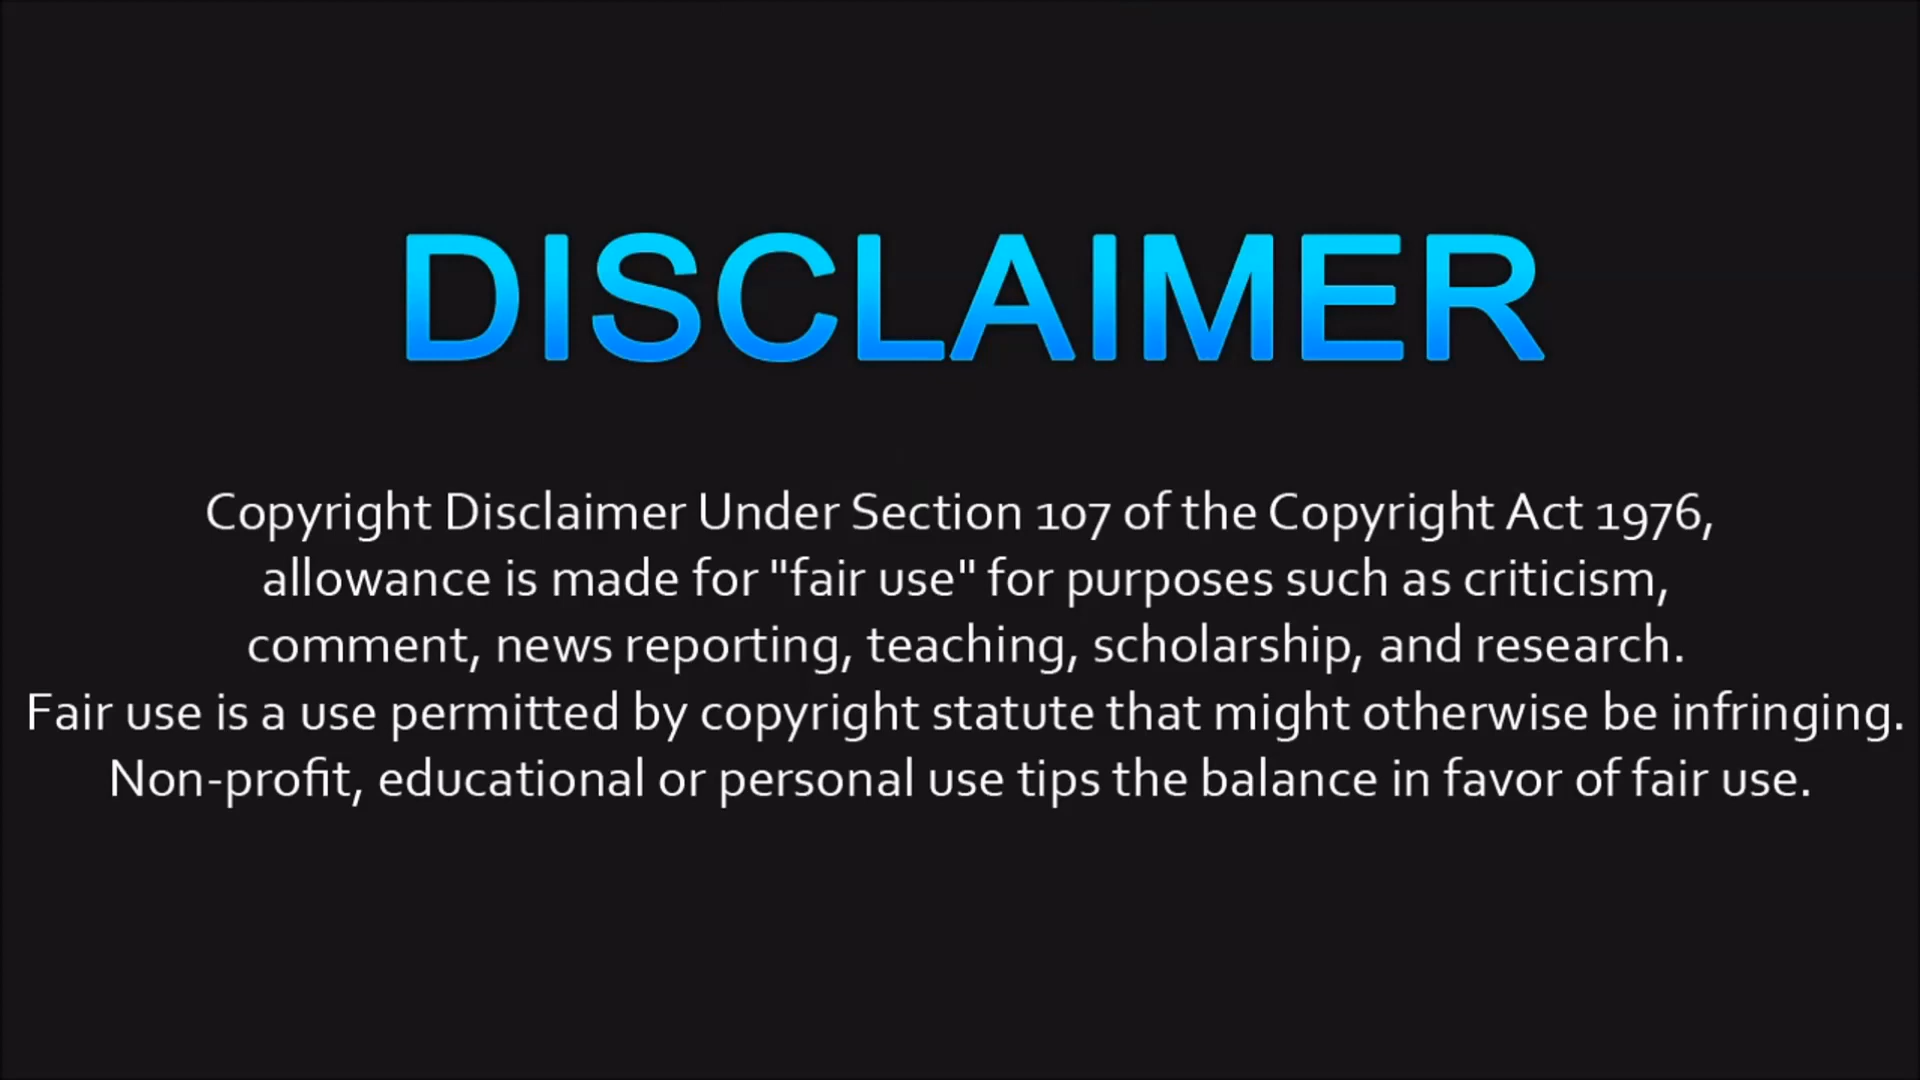 DISCLAIMER
Copyright Disclaimer Under Section 107 of the Copyright Act 1976,
allowance is made for "fair use" for purposes such as criticism,
comment, news reporting, teaching, scholarship, and research.
Fair use is a use permitted by copyright statute that might otherwise be infringing.
Non-profit, educational or personal use tips the balance in favor of fair use.